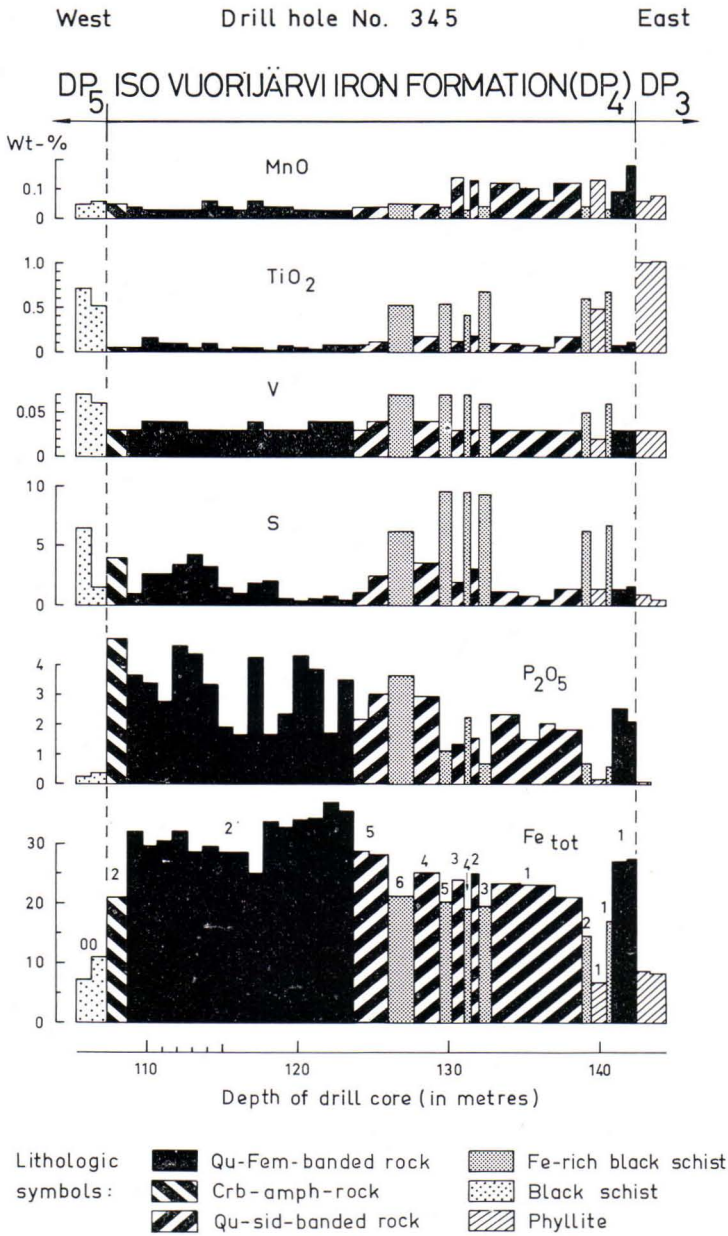 West Drill hole No. 345 East
DP5 ISO VUORIJÄRVI IRON FORMATION(DP4) DP3
Wt-%
MnO
0.1
0
TiO2
1.0
0.5
0
V
0.05
0
S
10
5
0
P2O5
4
3
2
1
0
Fe tot
30
20
10
0
00 2 2 5 6 4 5 3 4 2 3 1 2 1 1 1
110 120 130 140
Depth of drill core (in metres)
Lithologic symbols:
Qu-Fem-banded rock
Crb-amph-rock
Qu-sid-banded rock
Fe-rich black schist
Black schist
Phyllite